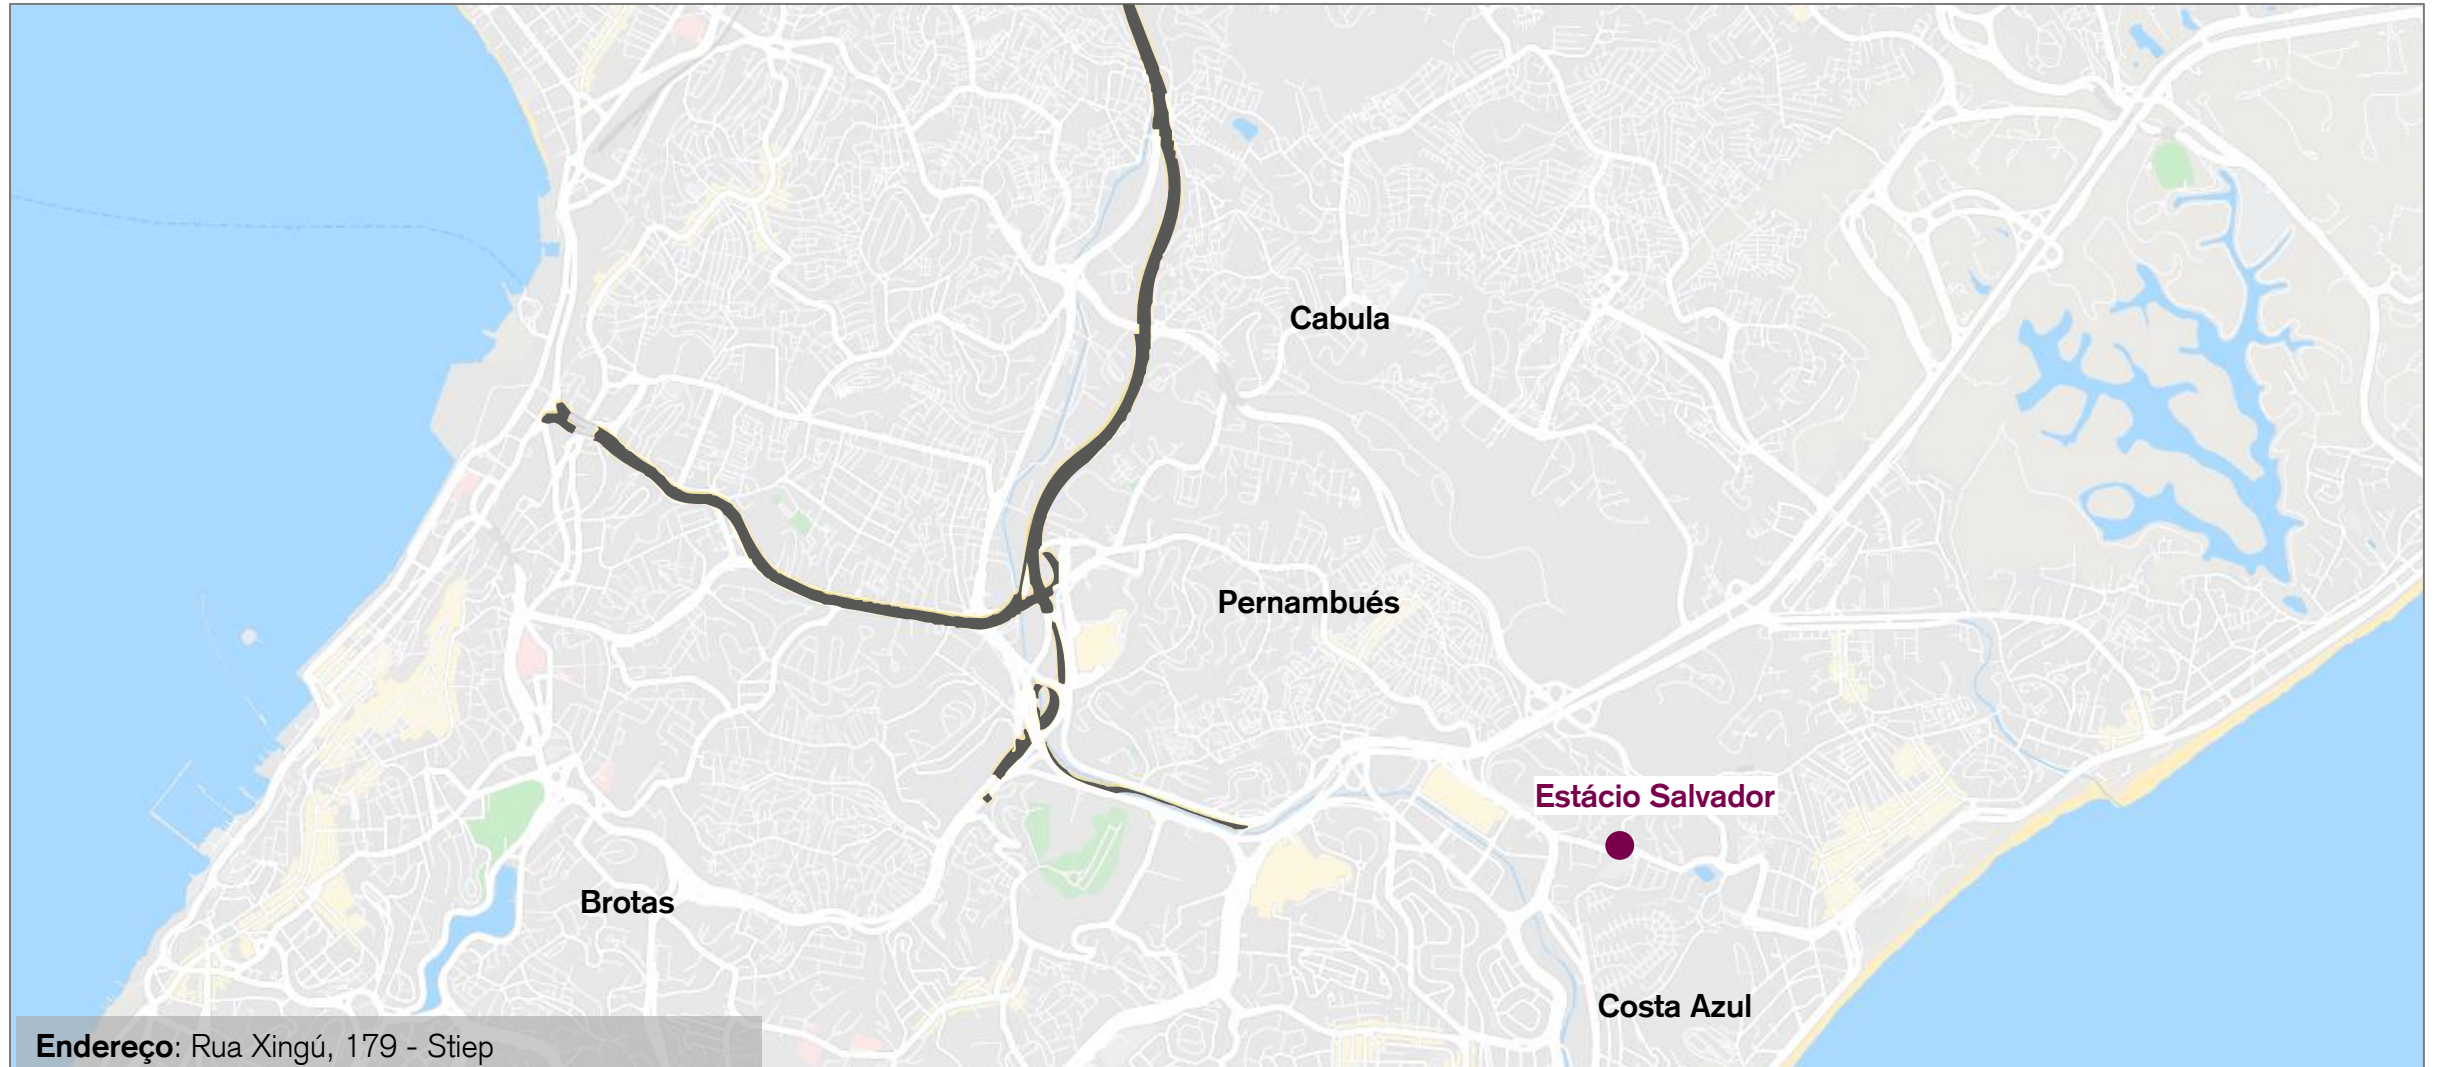 Cabula
Pernambués
Estácio Salvador
Brotas
Costa Azul
Endereço: Rua Xingú, 179 - Stiep